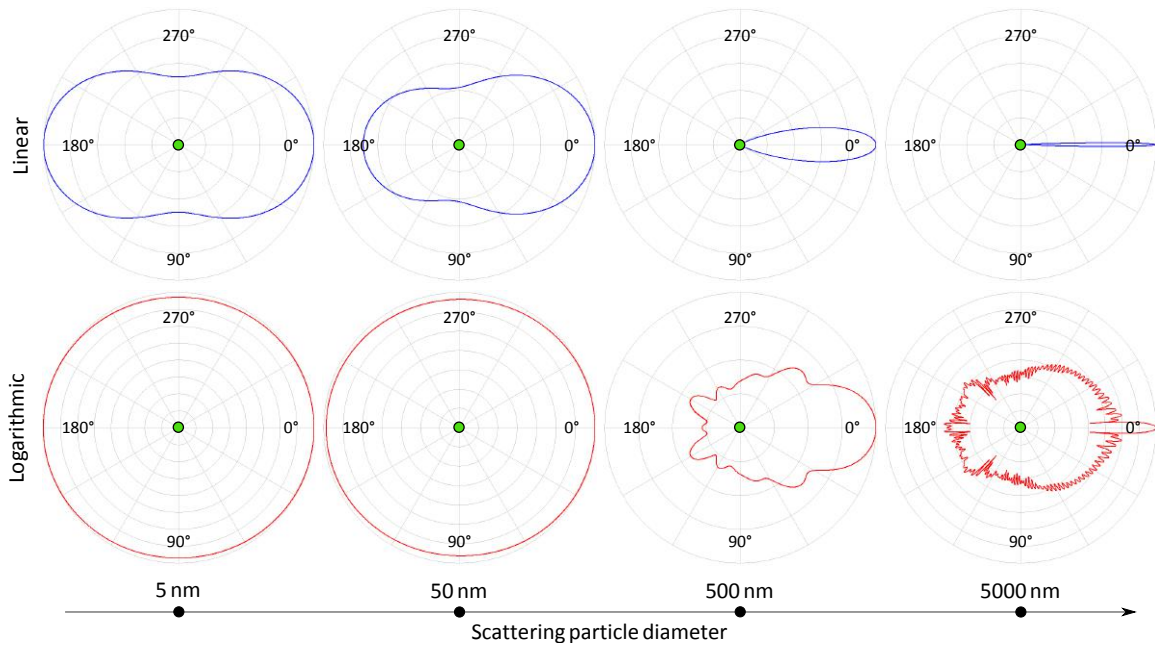 270° 270° 270° 270°
Linear
180° 0° 180° 0° 180° 0° 180° 0°
90° 90° 90° 90°
270° 270° 270° 270°
Logarithmic
180° 0° 180° 0° 180° 0° 180° 0°
90° 90° 90° 90°
5 nm 50 nm 500 nm 5000 nm
Scattering particle diameter